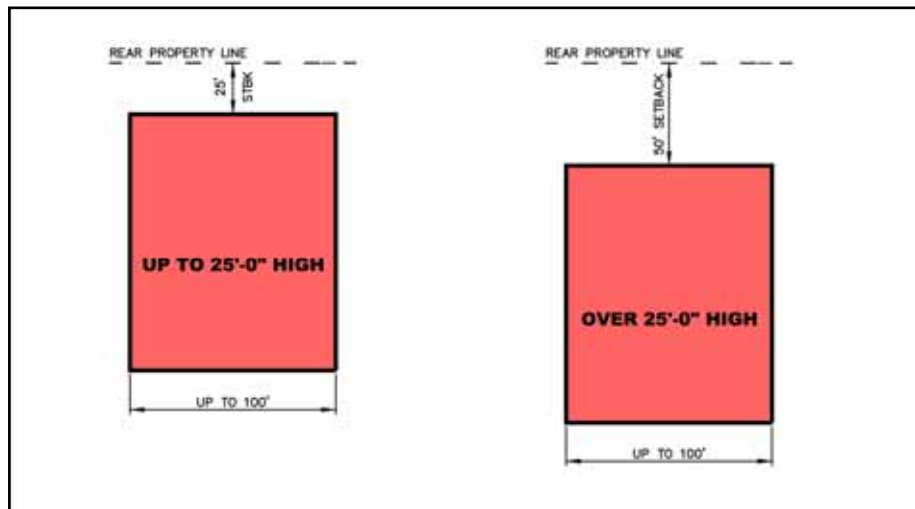 REAR PROPERTY LINE
25'
STBK
UP TO 25'-0" HIGH
UP TO 100'
REAR PROPERTY LINE
50' SETBACK
OVER 25'-0" HIGH
UP TO 100'